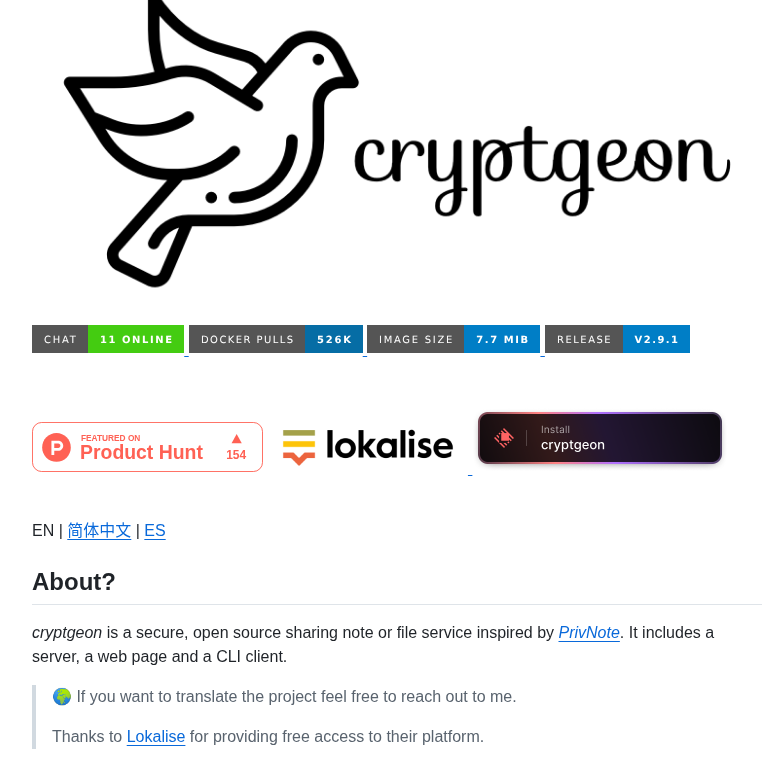 cryptgeon
CHAT 11 ONLINE DOCKER PULLS 526K IMAGE SIZE 7.7 MIB RELEASE V2.9.1
FEATURED ON
Product Hunt
154
lokalise
Install
cryptgeon
EN | 简体中文 | ES
About?
cryptgeon is a secure, open source sharing note or file service inspired by PrivNote. It includes a
server, a web page and a CLI client.
🌍 If you want to translate the project feel free to reach out to me.
Thanks to Lokalise for providing free access to their platform.